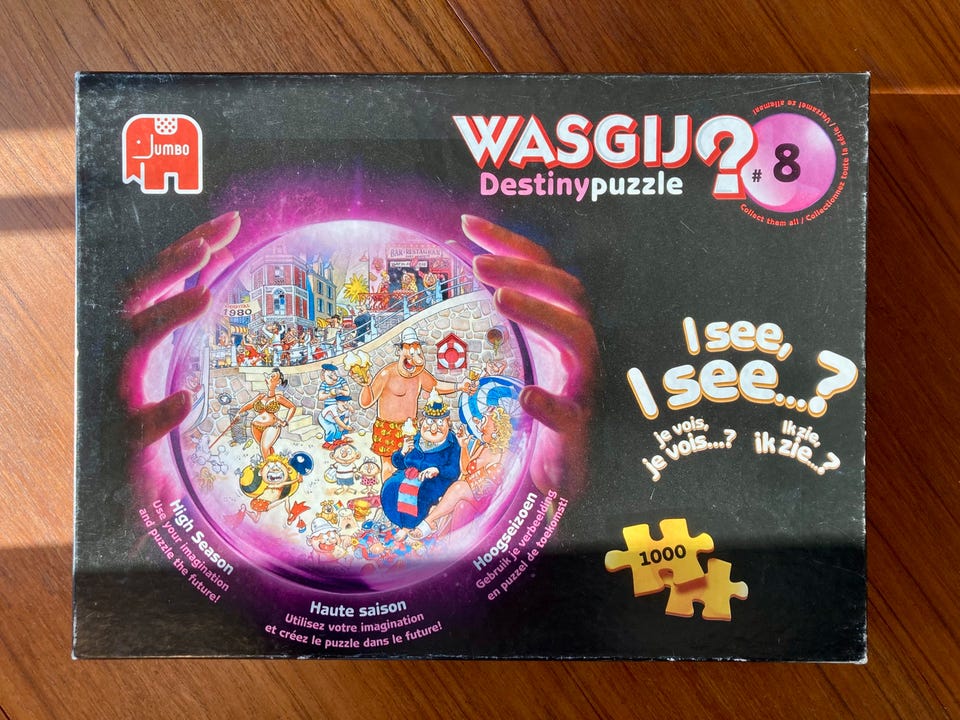 JUMBO
WASGIJ?
Destinypuzzle
# 8
Collect them all / Collectionnez toute la série / Verzamel ze allemaal!
BAR-RESTAURANT
1980
I see,
I see...?
je vois,
je vois...?
Ik zie,
ik zie...?
High Season
Use your imagination
and puzzle the future!
Haute saison
Utilisez votre imagination
et créez le puzzle dans le future!
Hoogseizoen
Gebruik je verbeelding
en puzzel de toekomst!
1000